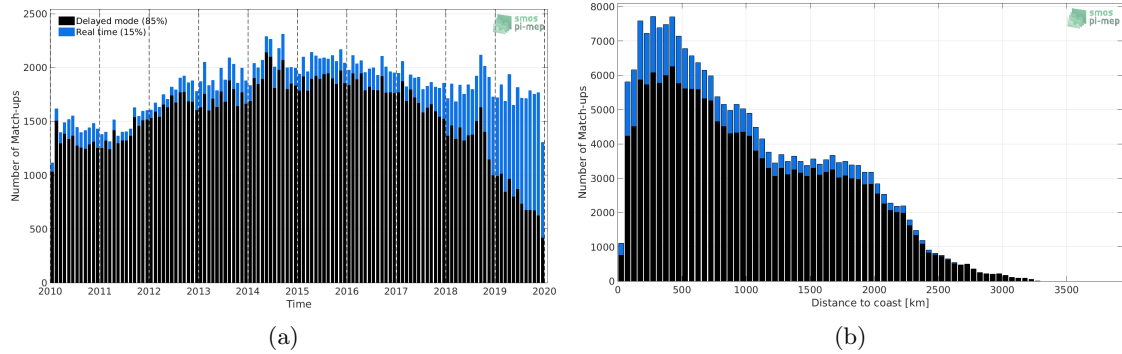 Delayed mode (85%)
Real time (15%)
smos
pi-mep
Number of Match-ups
2500
2000
1500
1000
500
0
2010 2011 2012 2013 2014 2015 2016 2017 2018 2019 2020
Time
(a)
smos
pi-mep
Number of Match-ups
8000
7000
6000
5000
4000
3000
2000
1000
0
0 500 1000 1500 2000 2500 3000 3500
Distance to coast [km]
(b)